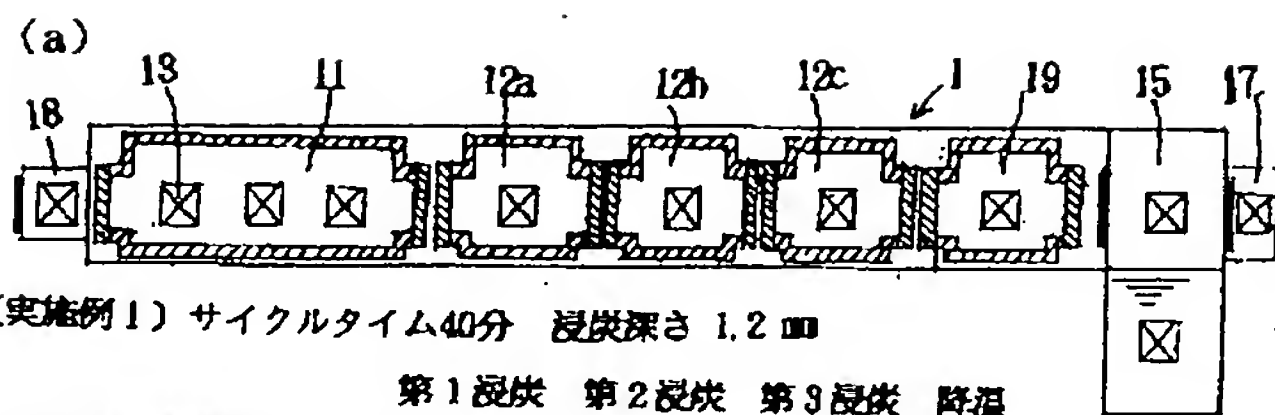 (a)
18 13 11 12a 12b 12c 1 19 15 17
(実施例1) サイクルタイム40分 浸炭深さ 1.2 mm
第1浸炭 第2浸炭 第3浸炭 降温